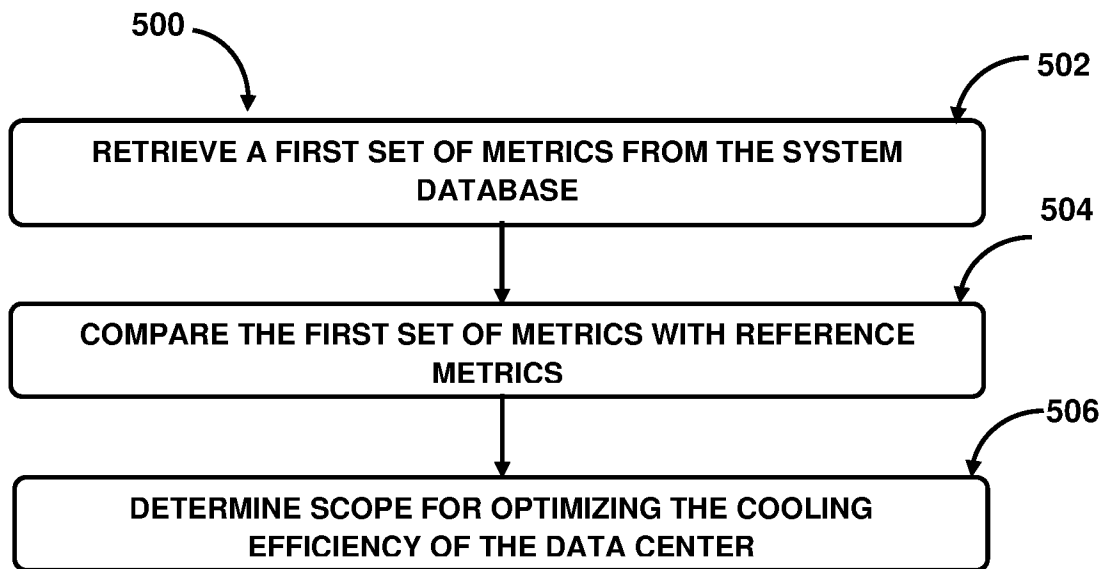 500
502
RETRIEVE A FIRST SET OF METRICS FROM THE SYSTEM
DATABASE
504
COMPARE THE FIRST SET OF METRICS WITH REFERENCE
METRICS
506
DETERMINE SCOPE FOR OPTIMIZING THE COOLING
EFFICIENCY OF THE DATA CENTER